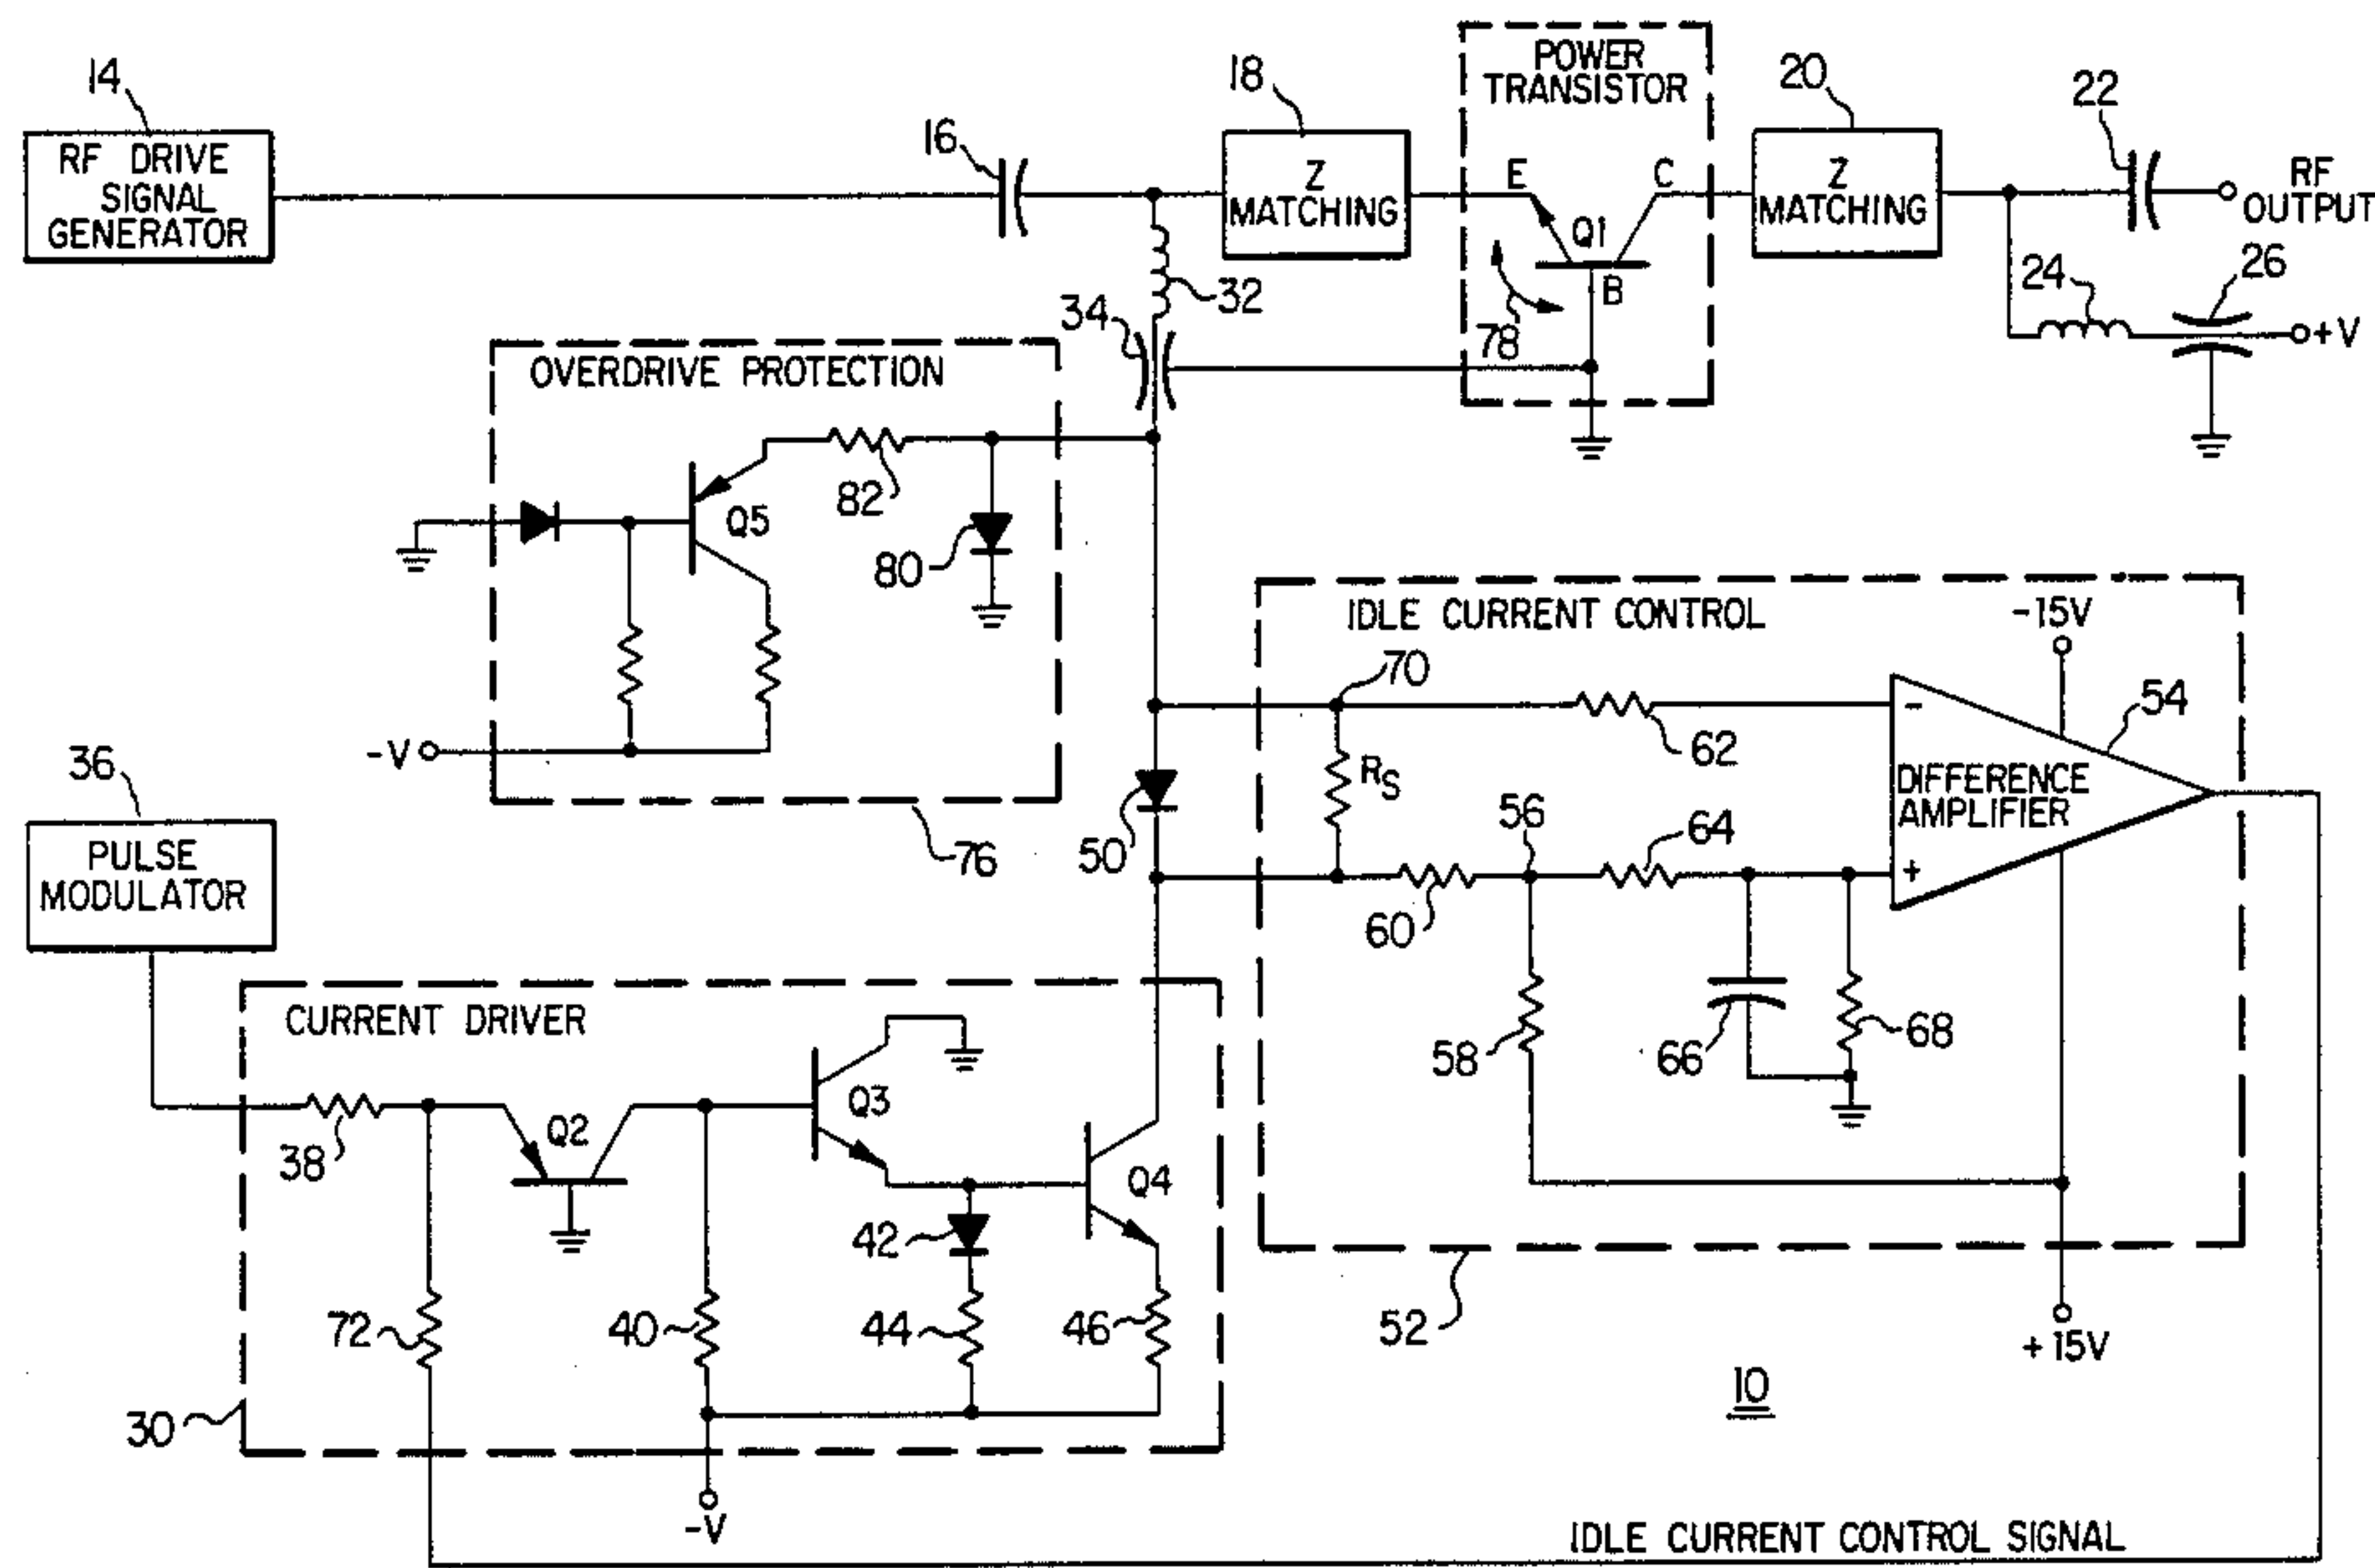 14
RF DRIVE
SIGNAL
GENERATOR
16
18
Z
MATCHING
POWER
TRANSISTOR
E
C
Q1
B
78
20
Z
MATCHING
22
RF
OUTPUT
24
26
+V
32
34
OVERDRIVE PROTECTION
82
Q5
80
-V
76
36
PULSE
MODULATOR
50
IDLE CURRENT CONTROL
-15V
70
RS
62
54
-
DIFFERENCE
AMPLIFIER
+
56
64
60
58
66
68
52
+15V
CURRENT DRIVER
38
Q2
Q3
Q4
42
72
40
44
46
30
-V
10
IDLE CURRENT CONTROL SIGNAL